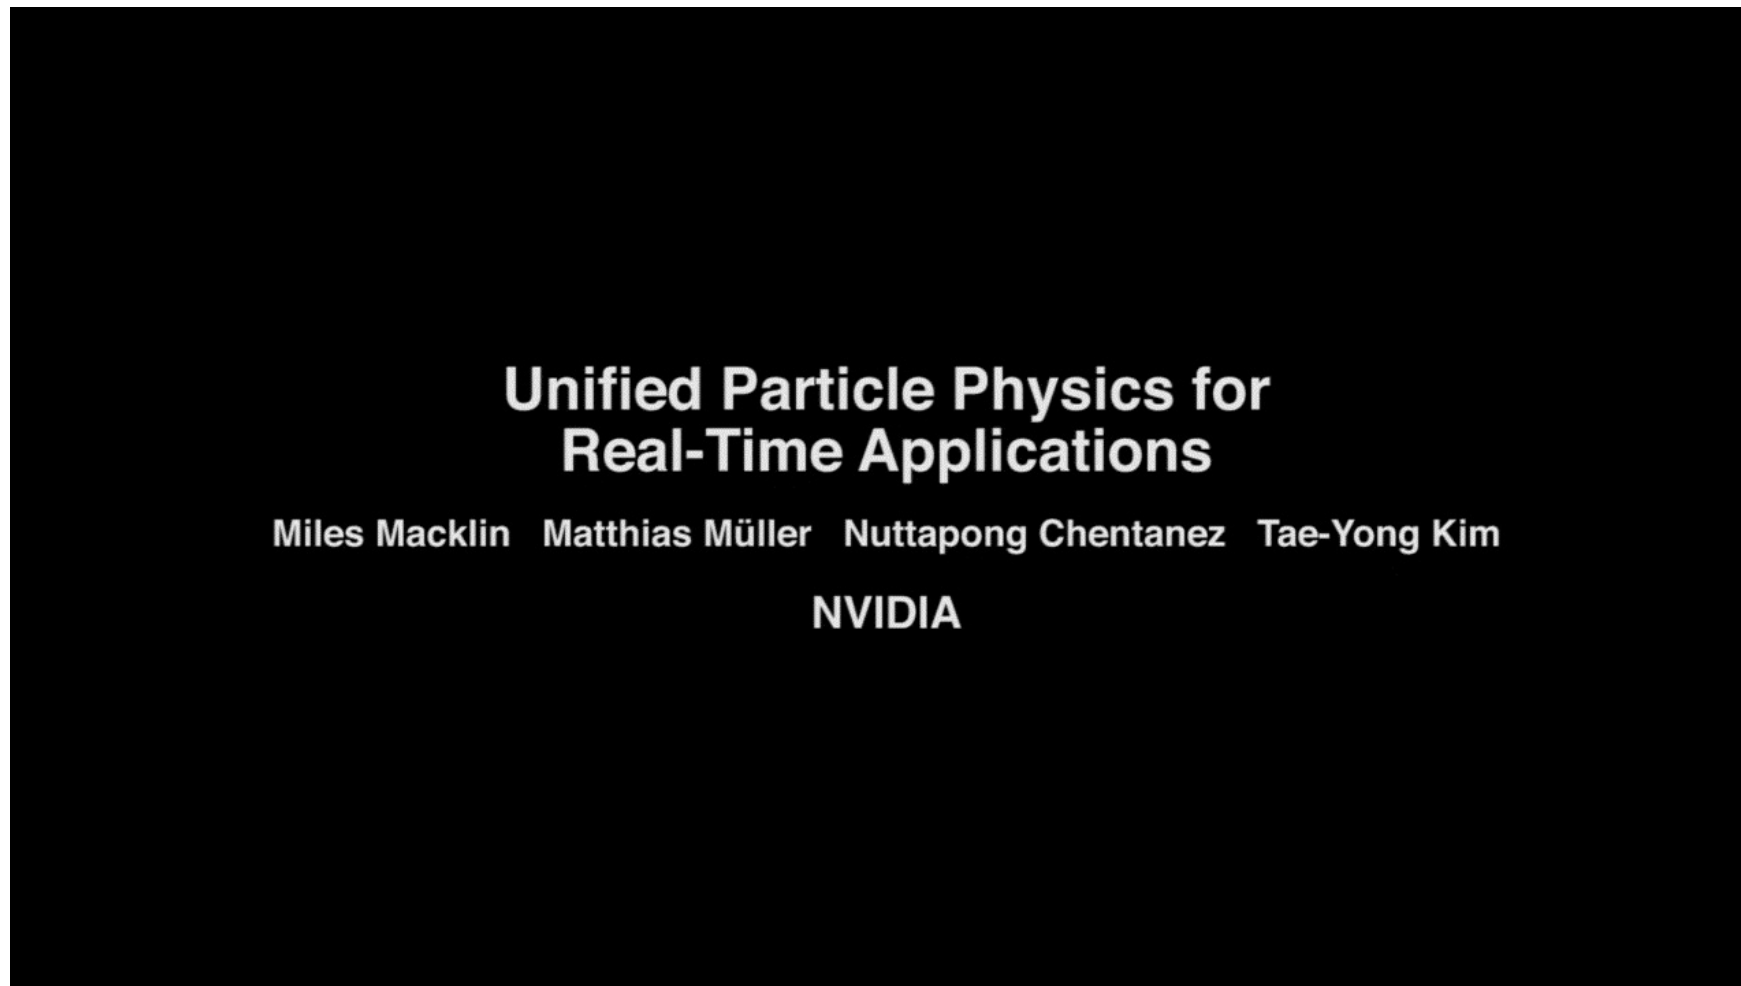 Unified Particle Physics for
Real-Time Applications
Miles Macklin Matthias Müller Nuttapong Chentanez Tae-Yong Kim
NVIDIA